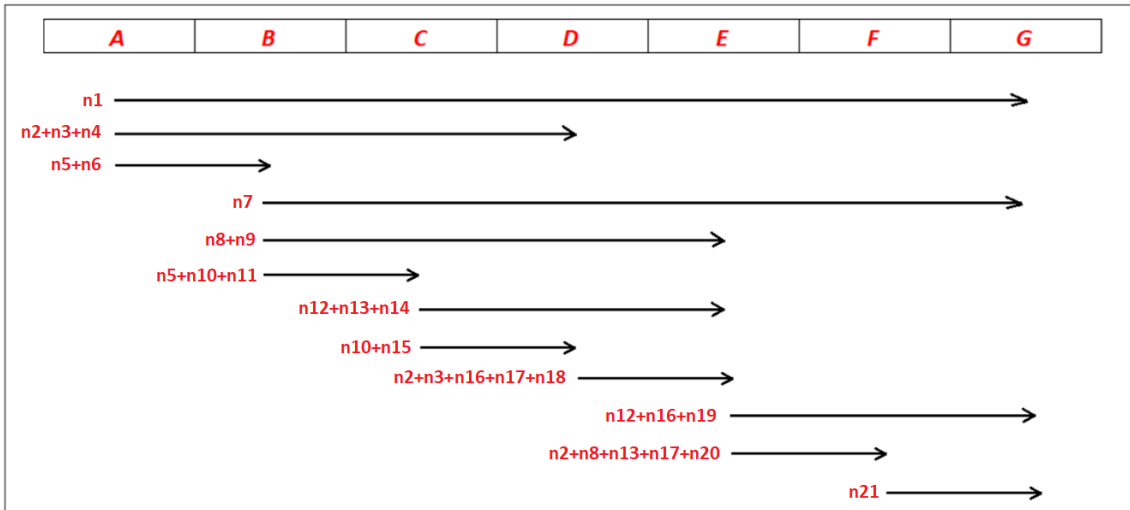 A B C D E F G
n1
n2+n3+n4
n5+n6
n7
n8+n9
n5+n10+n11
n12+n13+n14
n10+n15
n2+n3+n16+n17+n18
n12+n16+n19
n2+n8+n13+n17+n20
n21